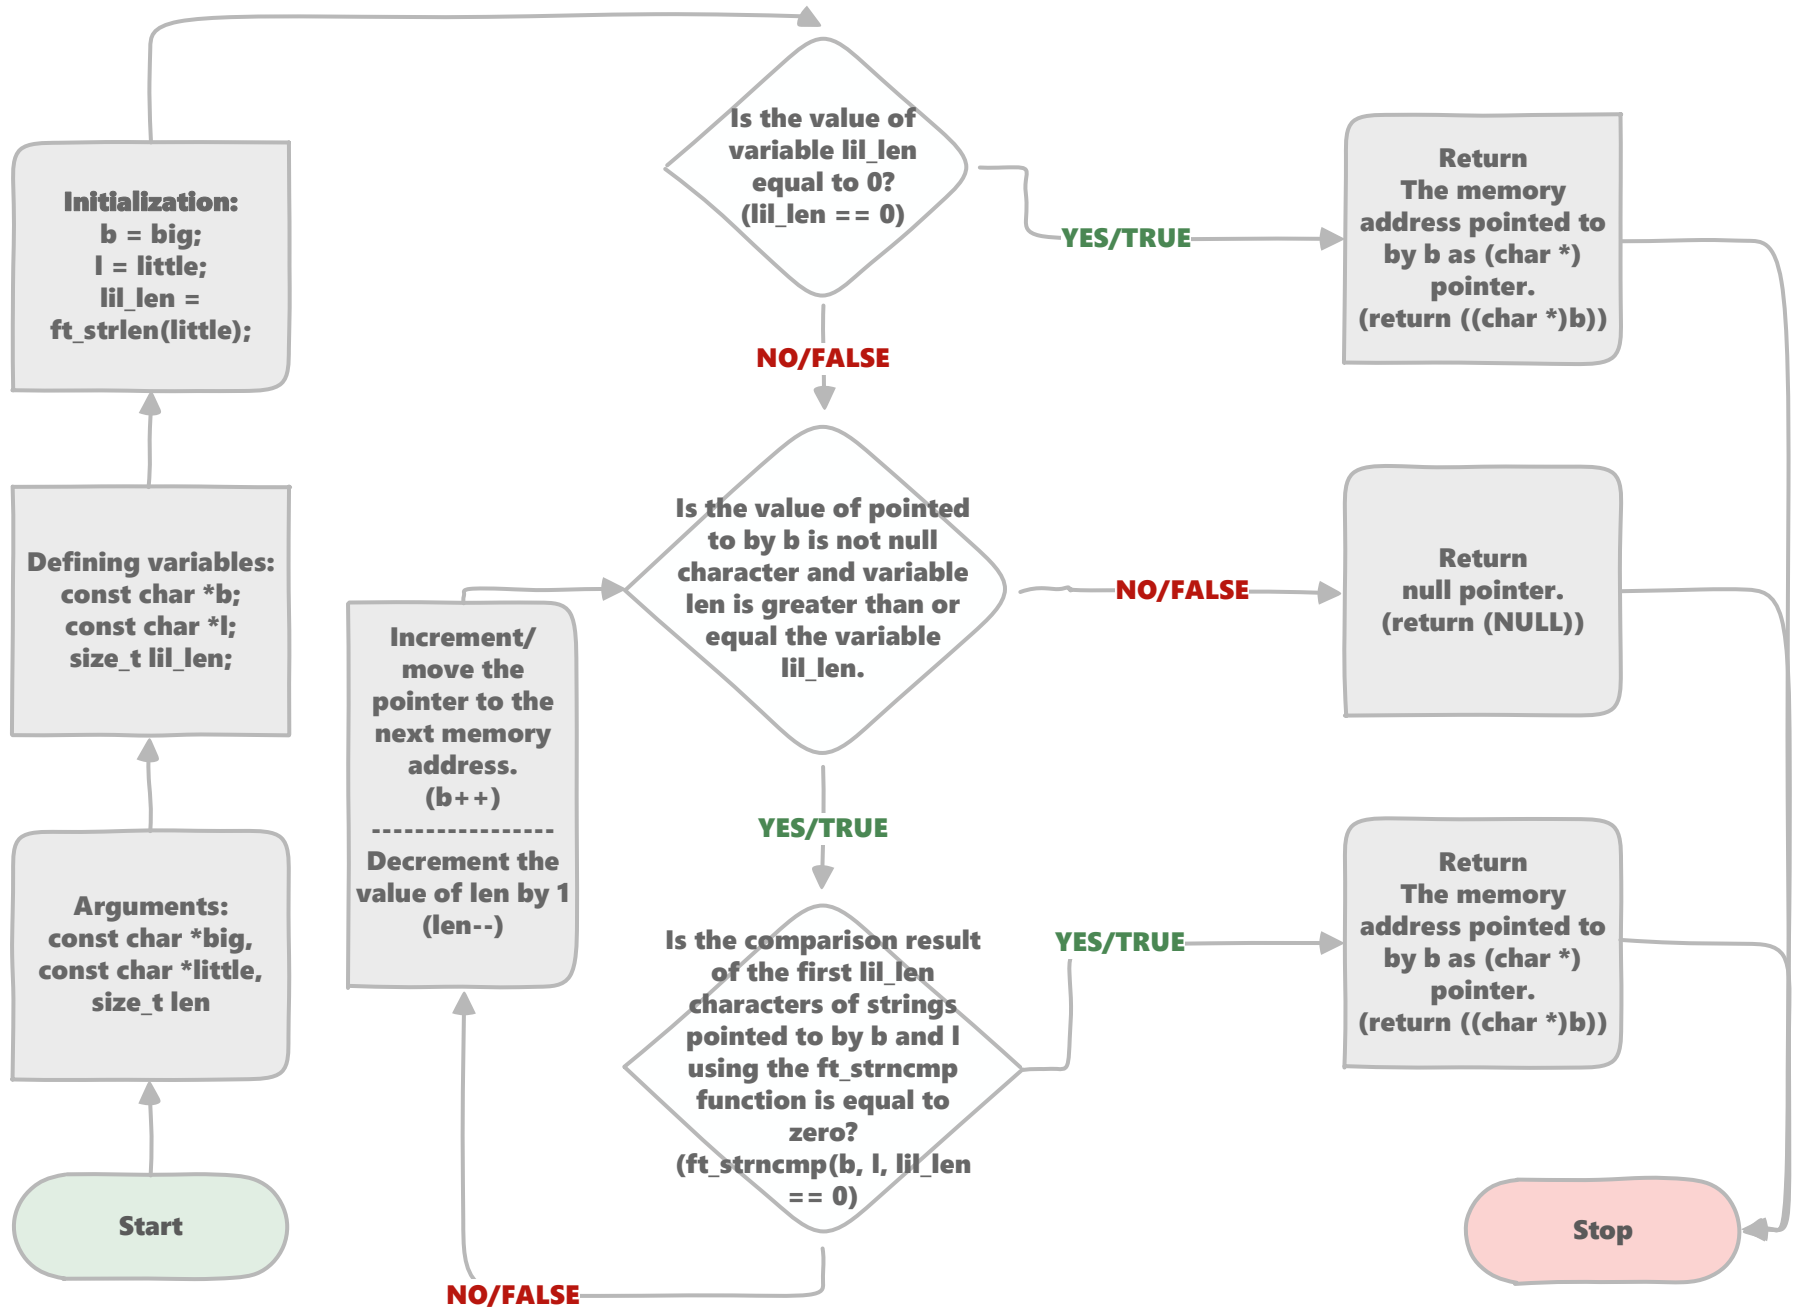 Start
Arguments:
const char *big,
const char *little,
size_t len
Defining variables:
const char *b;
const char *l;
size_t lil_len;
Initialization:
b = big;
l = little;
lil_len =
ft_strlen(little);
Is the value of
variable lil_len
equal to 0?
(lil_len == 0)
YES/TRUE
Return
The memory
address pointed to
by b as (char *)
pointer.
(return ((char *)b))
NO/FALSE
Is the value of pointed
to by b is not null
character and variable
len is greater than or
equal the variable
lil_len.
NO/FALSE
Return
null pointer.
(return (NULL))
YES/TRUE
Is the comparison result
of the first lil_len
characters of strings
pointed to by b and l
using the ft_strncmp
function is equal to
zero?
(ft_strncmp(b, l, lil_len
== 0)
YES/TRUE
Return
The memory
address pointed to
by b as (char *)
pointer.
(return ((char *)b))
NO/FALSE
Increment/
move the
pointer to the
next memory
address.
(b++)
-----------------
Decrement the
value of len by 1
(len--)
Stop